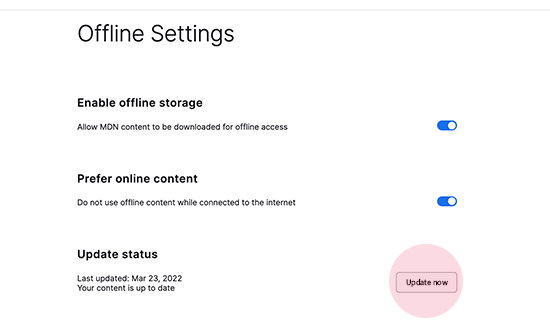 Offline Settings
Enable offline storage
Allow MDN content to be downloaded for offline access
Prefer online content
Do not use offline content while connected to the internet
Update status
Last updated: Mar 23, 2022
Your content is up to date
Update now